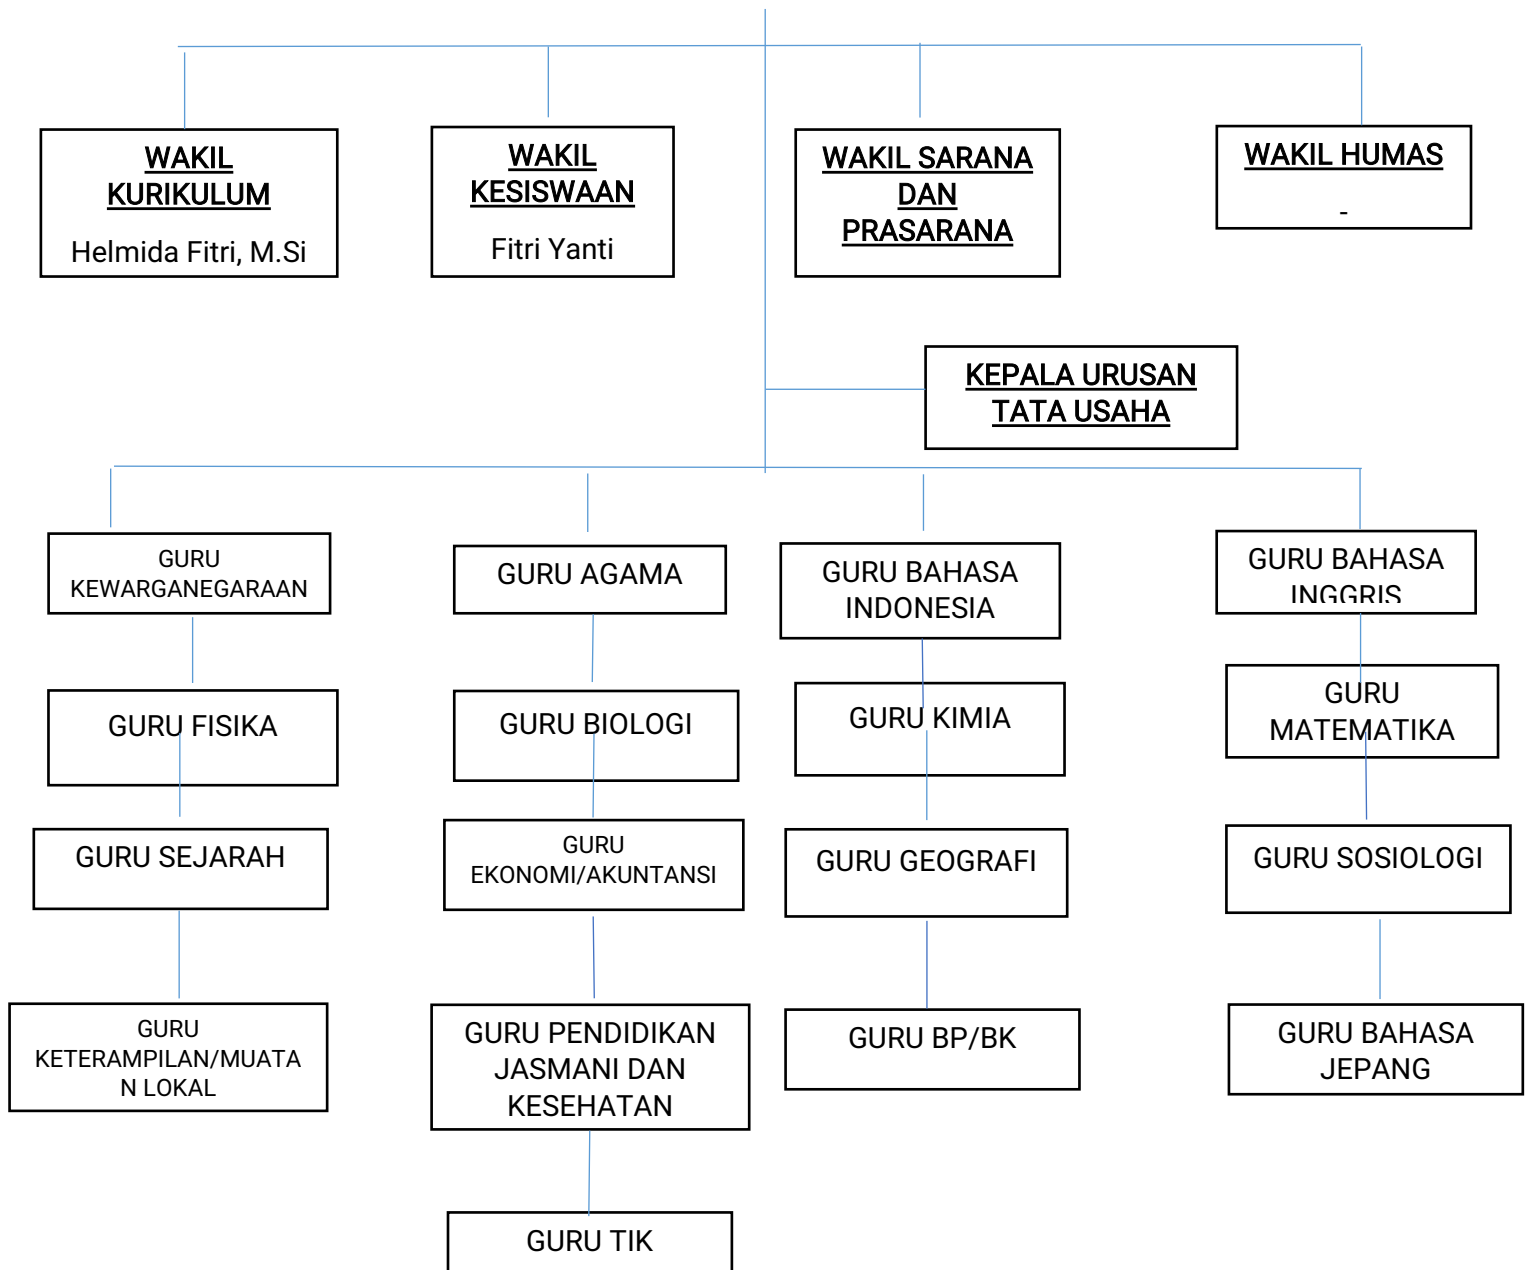 WAKIL
KURIKULUM
Helmida Fitri, M.Si
WAKIL
KESISWAAN
Fitri Yanti
WAKIL SARANA
DAN
PRASARANA
WAKIL HUMAS
-
KEPALA URUSAN
TATA USAHA
GURU
KEWARGANEGARAAN
GURU AGAMA
GURU BAHASA
INDONESIA
GURU BAHASA
INGGRIS
GURU FISIKA
GURU BIOLOGI
GURU KIMIA
GURU
MATEMATIKA
GURU SEJARAH
GURU
EKONOMI/AKUNTANSI
GURU GEOGRAFI
GURU SOSIOLOGI
GURU
KETERAMPILAN/MUATA
N LOKAL
GURU PENDIDIKAN
JASMANI DAN
KESEHATAN
GURU BP/BK
GURU BAHASA
JEPANG
GURU TIK